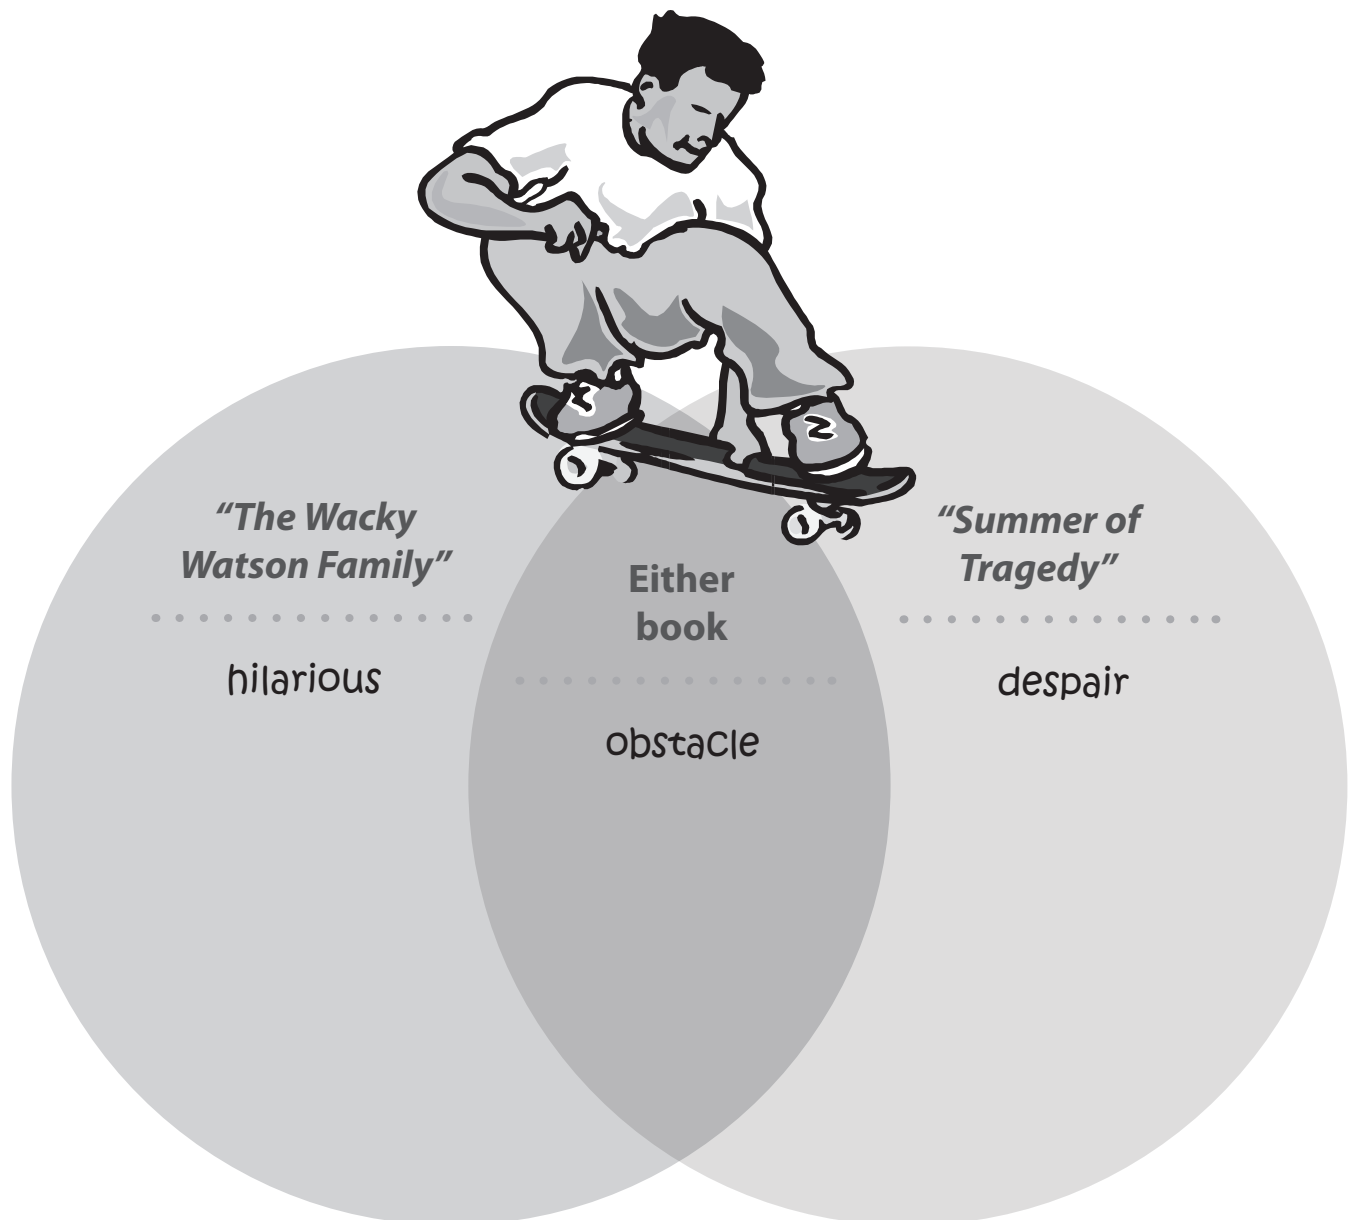 “The Wacky
Watson Family”
hilarious
Either
book
obstacle
“Summer of
Tragedy”
despair